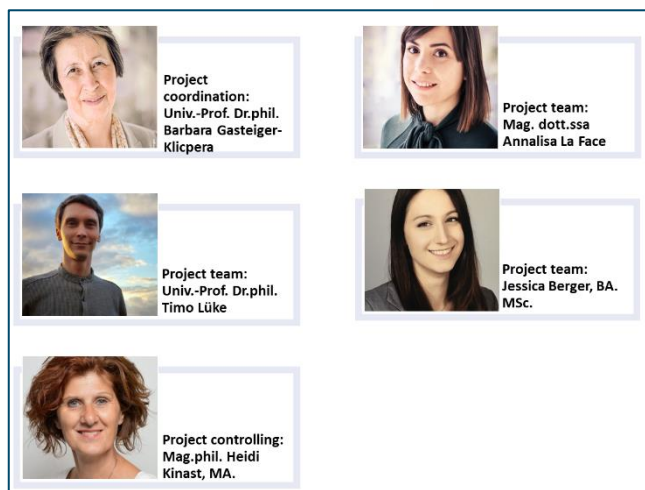 Project
coordination:
Univ.-Prof. Dr.phil.
Barbara Gasteiger-
Klicpera
Project team:
Mag. dott.ssa
Annalisa La Face
Project team:
Univ.-Prof. Dr.phil.
Timo Lüke
Project team:
Jessica Berger, BA.
MSc.
Project controlling:
Mag.phil. Heidi
Kinast, MA.